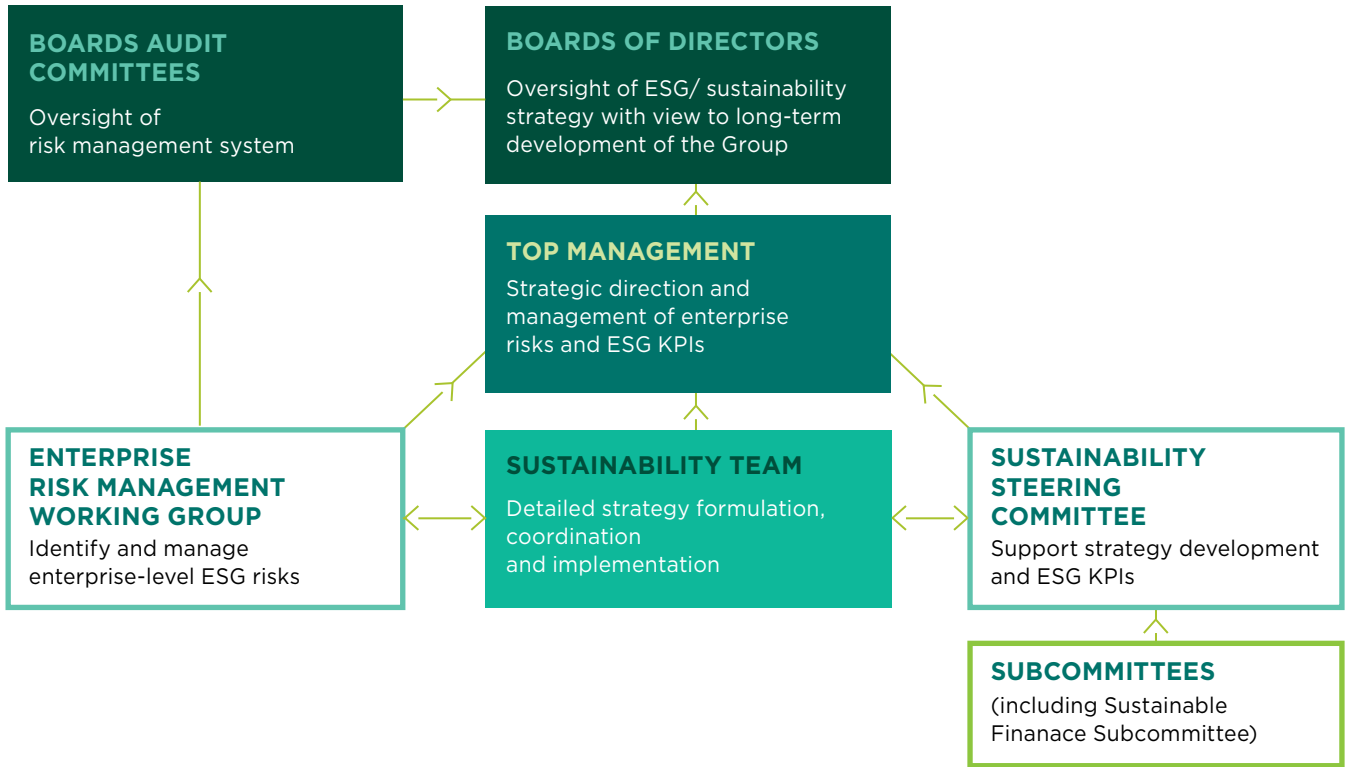 BOARDS AUDIT
COMMITTEES
Oversight of
risk management system
BOARDS OF DIRECTORS
Oversight of ESG/ sustainability
strategy with view to long-term
development of the Group
TOP MANAGEMENT
Strategic direction and
management of enterprise
risks and ESG KPIs
ENTERPRISE
RISK MANAGEMENT
WORKING GROUP
Identify and manage
enterprise-level ESG risks
SUSTAINABILITY TEAM
Detailed strategy formulation,
coordination
and implementation
SUSTAINABILITY
STEERING
COMMITTEE
Support strategy development
and ESG KPIs
SUBCOMMITTEES
(including Sustainable
Finanace Subcommittee)